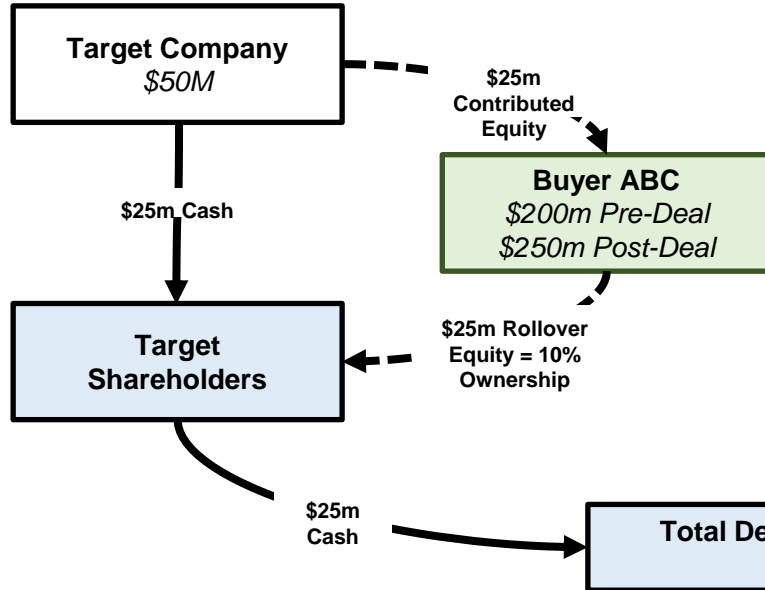 Target Company
$50M
$25m
Contributed
Equity
Buyer ABC
$200m Pre-Deal
$250m Post-Deal
$25m Cash
Target
Shareholders
$25m Rollover
Equity = 10%
Ownership
$25m
Cash
Total De